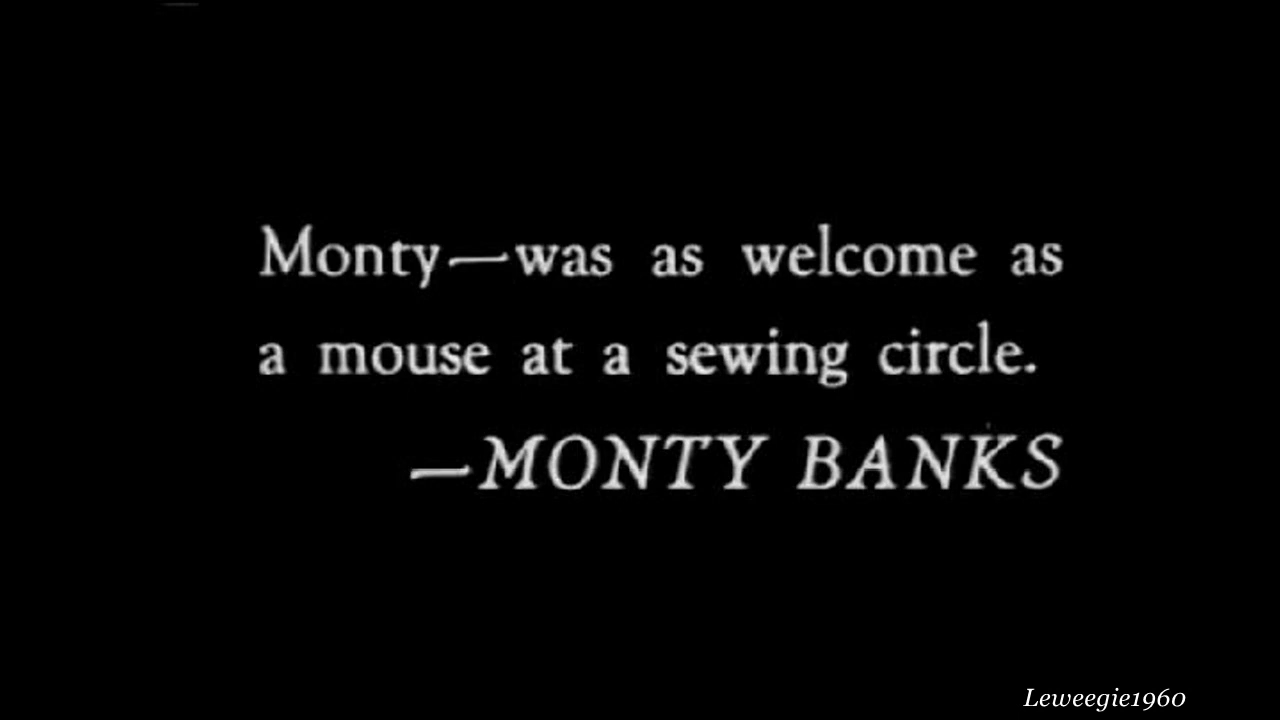 Monty—was as welcome as
a mouse at a sewing circle.
—MONTY BANKS
Leweegie1960